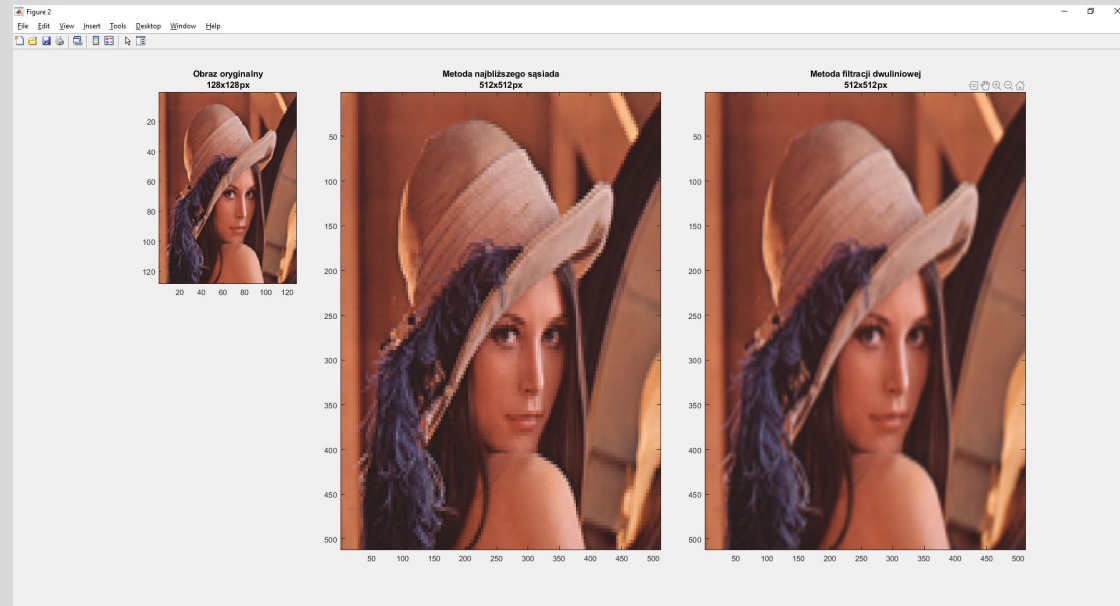 Figure 2
File Edit View Insert Tools Desktop Window Help
Obraz oryginalny
128x128px
20
40
60
80
100
120
20 40 60 80 100 120
Metoda najbliższego sąsiada
512x512px
50
100
150
200
250
300
350
400
450
500
50 100 150 200 250 300 350 400 450 500
Metoda filtracji dwuliniowej
512x512px
50
100
150
200
250
300
350
400
450
500
50 100 150 200 250 300 350 400 450 500